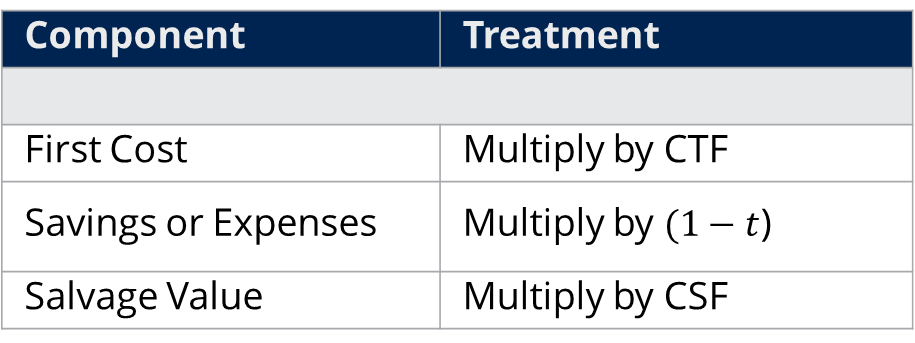 Component Treatment
First Cost Multiply by CTF
Savings or Expenses Multiply by (1 − t)
Salvage Value Multiply by CSF